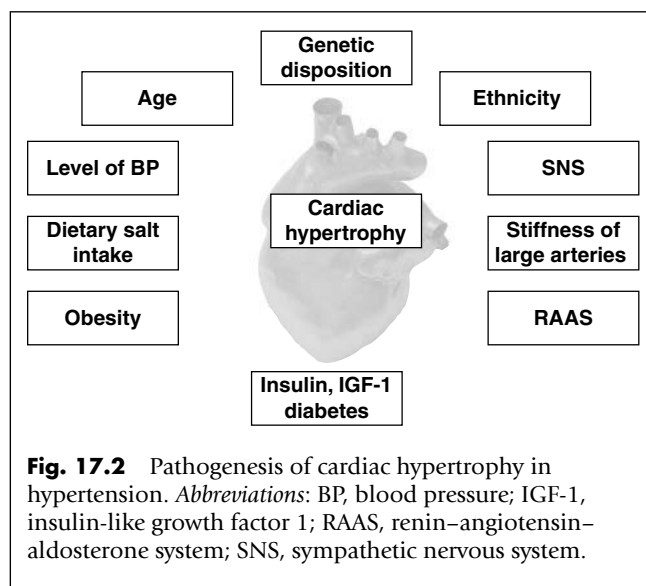 Genetic
disposition
Age
Ethnicity
Level of BP
SNS
Cardiac
hypertrophy
Dietary salt
intake
Stiffness of
large arteries
Obesity
RAAS
Insulin, IGF-1
diabetes
Fig. 17.2 Pathogenesis of cardiac hypertrophy in
hypertension. Abbreviations: BP, blood pressure; IGF-1,
insulin-like growth factor 1; RAAS, renin–angiotensin–
aldosterone system; SNS, sympathetic nervous system.